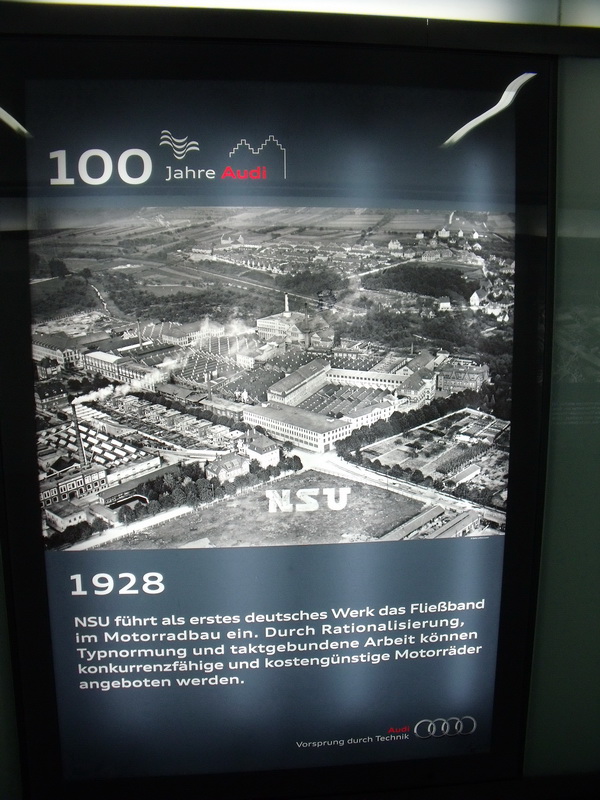 100 Jahre Audi
NSU
1928
NSU führt als erstes deutsches Werk das Fließband
im Motorradbau ein. Durch Rationalisierung,
Typnormung und taktgebundene Arbeit können
konkurrenzfähige und kostengünstige Motorräder
angeboten werden.
Audi
Vorsprung durch Technik